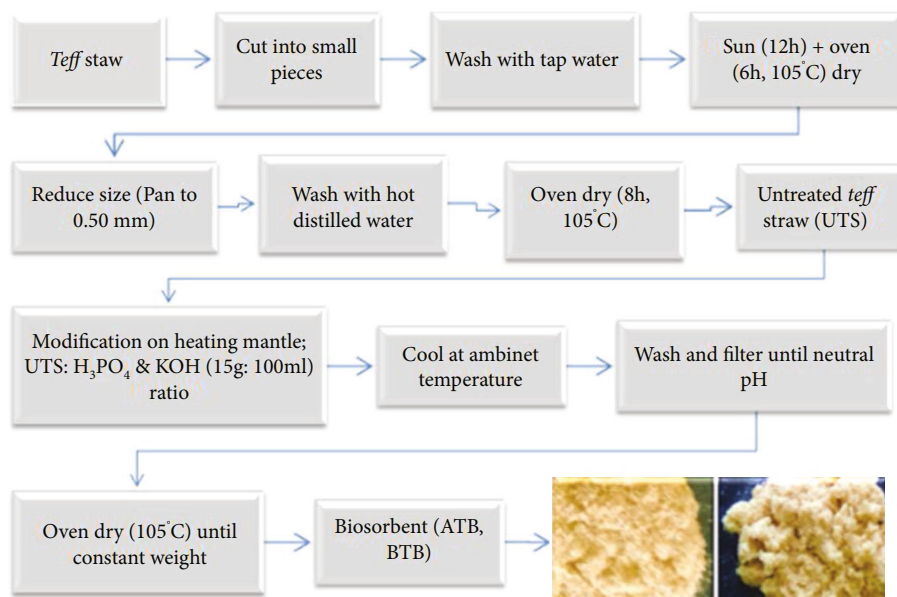 Teff staw
Cut into small
pieces
Wash with tap water
Sun (12h) + oven
(6h, 105°C) dry
Reduce size (Pan to
0.50 mm)
Wash with hot
distilled water
Oven dry (8h,
105°C)
Untreated teff
straw (UTS)
Modification on heating mantle;
UTS: H₃PO₄ & KOH (15g: 100ml)
ratio
Cool at ambinet
temperature
Wash and filter until neutral
pH
Oven dry (105°C) until
constant weight
Biosorbent (ATB,
BTB)